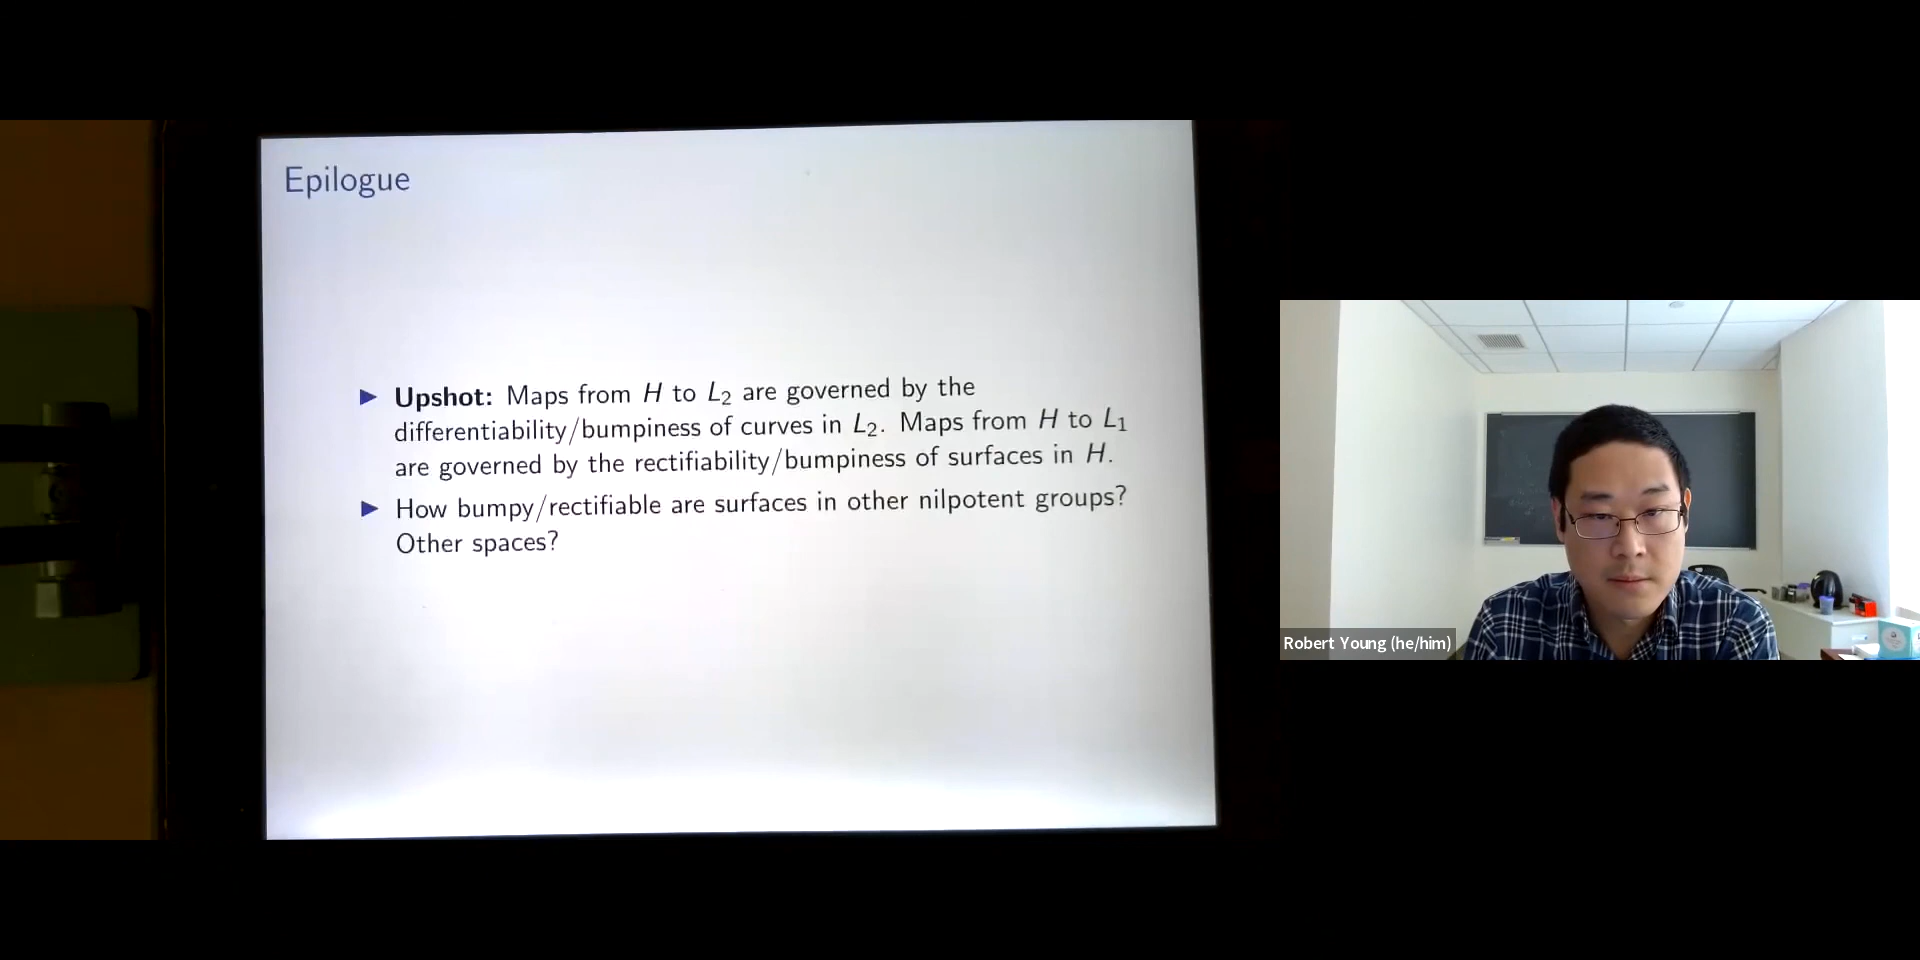 Epilogue
▶ Upshot: Maps from H to L₂ are governed by the
differentiability/bumpiness of curves in L₂. Maps from H to L₁
are governed by the rectifiability/bumpiness of surfaces in H.
▶ How bumpy/rectifiable are surfaces in other nilpotent groups?
Other spaces?
Robert Young (he/him)